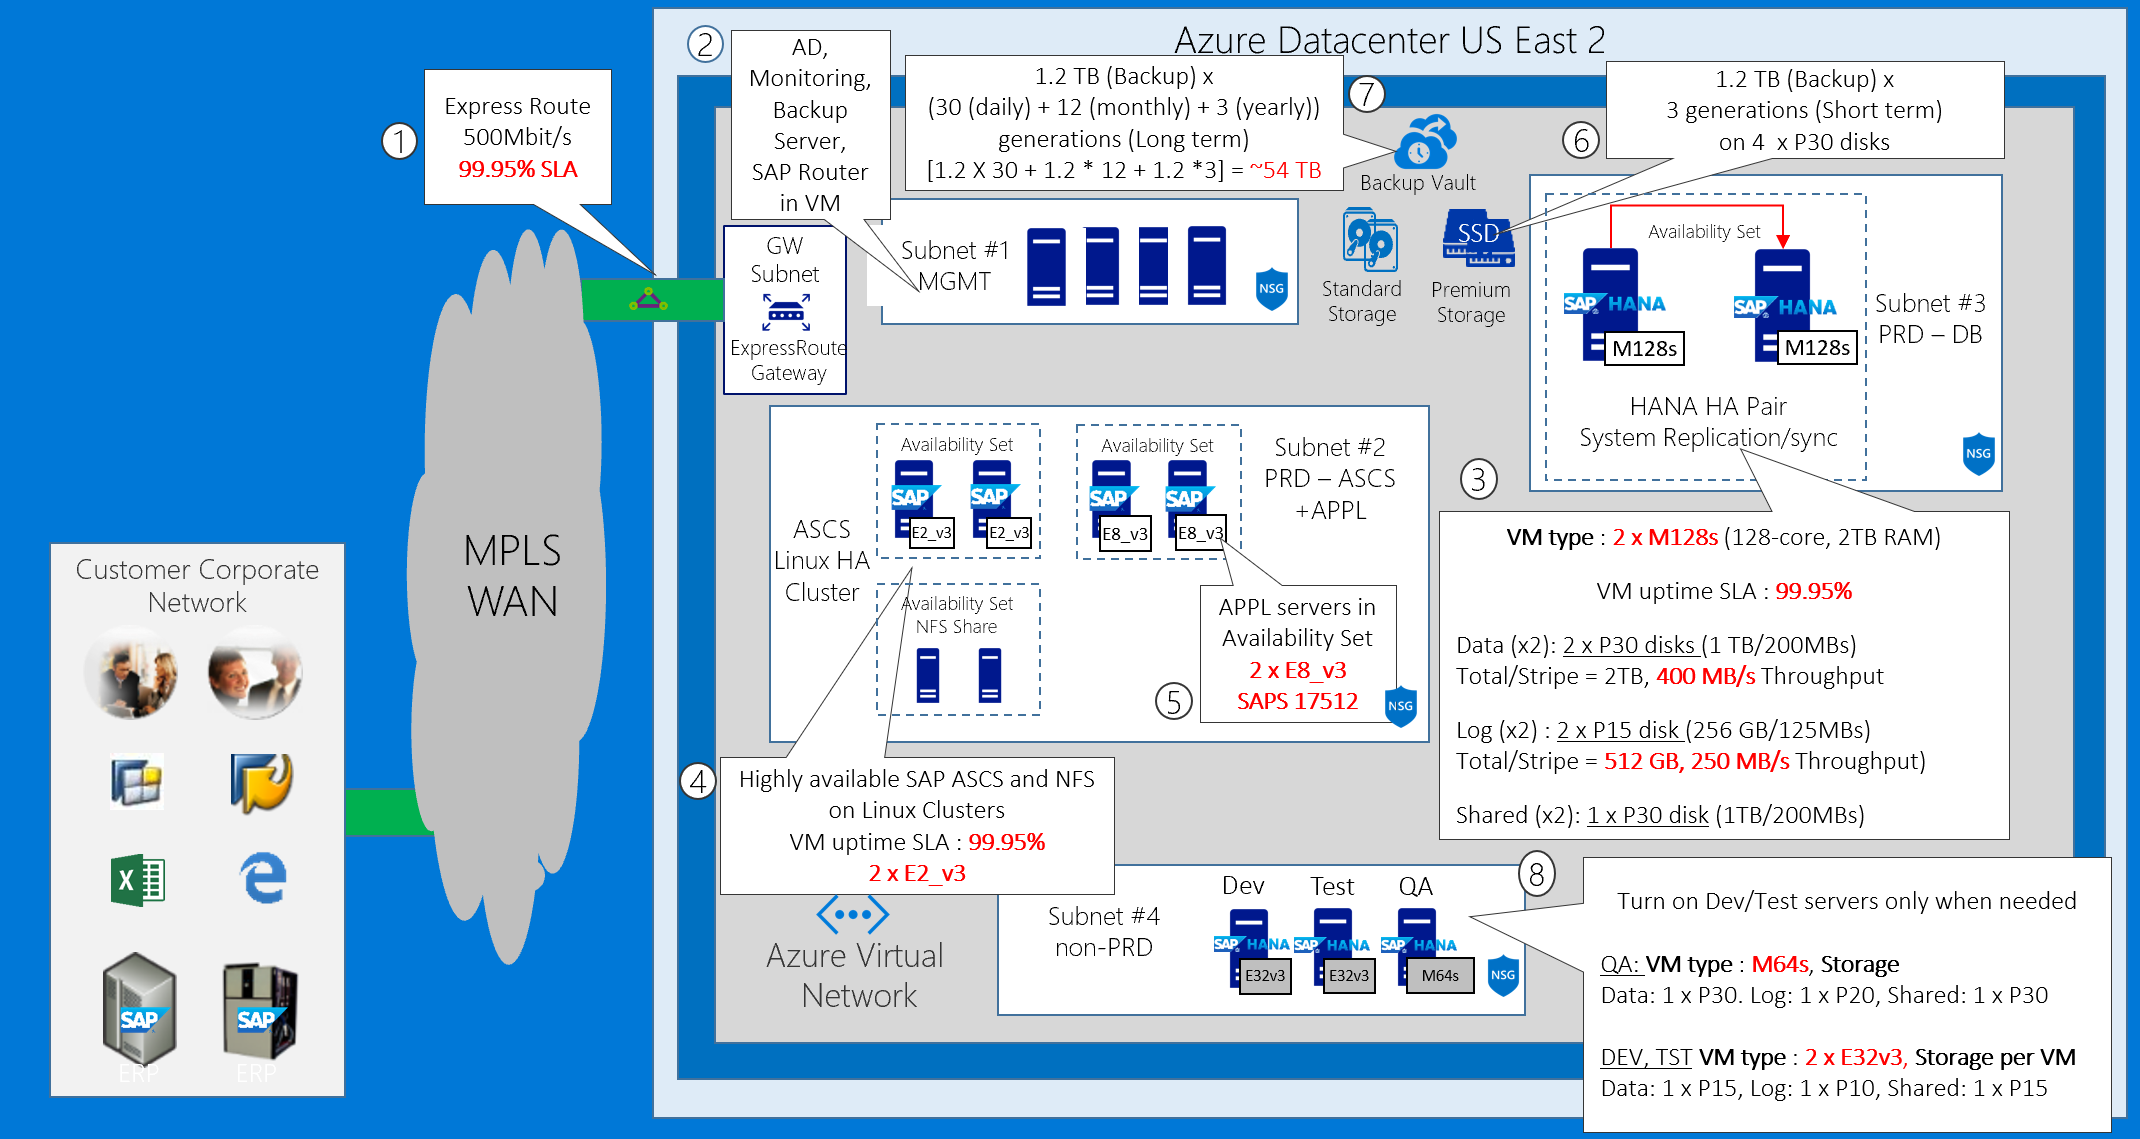 Azure Datacenter US East 2
2
AD,
Monitoring,
Backup
Server,
SAP Router
in VM
1.2 TB (Backup) x
(30 (daily) + 12 (monthly) + 3 (yearly))
generations (Long term)
[1.2 X 30 + 1.2 * 12 + 1.2 *3] = ~54 TB
7
1.2 TB (Backup) x
3 generations (Short term)
on 4 x P30 disks
6
1
Express Route
500Mbit/s
99.95% SLA
Backup Vault
Standard
Storage
SSD
Premium
Storage
GW
Subnet
ExpressRoute
Gateway
Subnet #1
MGMT
NSG
Availability Set
SAP HANA
SAP HANA
M128s
M128s
Subnet #3
PRD – DB
HANA HA Pair
System Replication/sync
NSG
3
VM type : 2 x M128s (128-core, 2TB RAM)
VM uptime SLA : 99.95%
Data (x2): 2 x P30 disks (1 TB/200MBs)
Total/Stripe = 2TB, 400 MB/s Throughput
Log (x2) : 2 x P15 disk (256 GB/125MBs)
Total/Stripe = 512 GB, 250 MB/s Throughput)
Shared (x2): 1 x P30 disk (1TB/200MBs)
ASCS
Linux HA
Cluster
Availability Set
SAP
SAP
E2_v3
E2_v3
Availability Set
SAP
SAP
E8_v3
E8_v3
Subnet #2
PRD – ASCS
+APPL
Availability Set
NFS Share
5
APPL servers in
Availability Set
2 x E8_v3
SAPS 17512
NSG
4
Highly available SAP ASCS and NFS
on Linux Clusters
VM uptime SLA : 99.95%
2 x E2_v3
MPLS
WAN
Customer Corporate
Network
X
SAP
SAP
ERP
ERP
Azure Virtual
Network
Subnet #4
non-PRD
Dev
Test
QA
SAP HANA
SAP HANA
SAP HANA
E32v3
E32v3
M64s
NSG
8
Turn on Dev/Test servers only when needed
QA: VM type : M64s, Storage
Data: 1 x P30. Log: 1 x P20, Shared: 1 x P30
DEV, TST VM type : 2 x E32v3, Storage per VM
Data: 1 x P15, Log: 1 x P10, Shared: 1 x P15